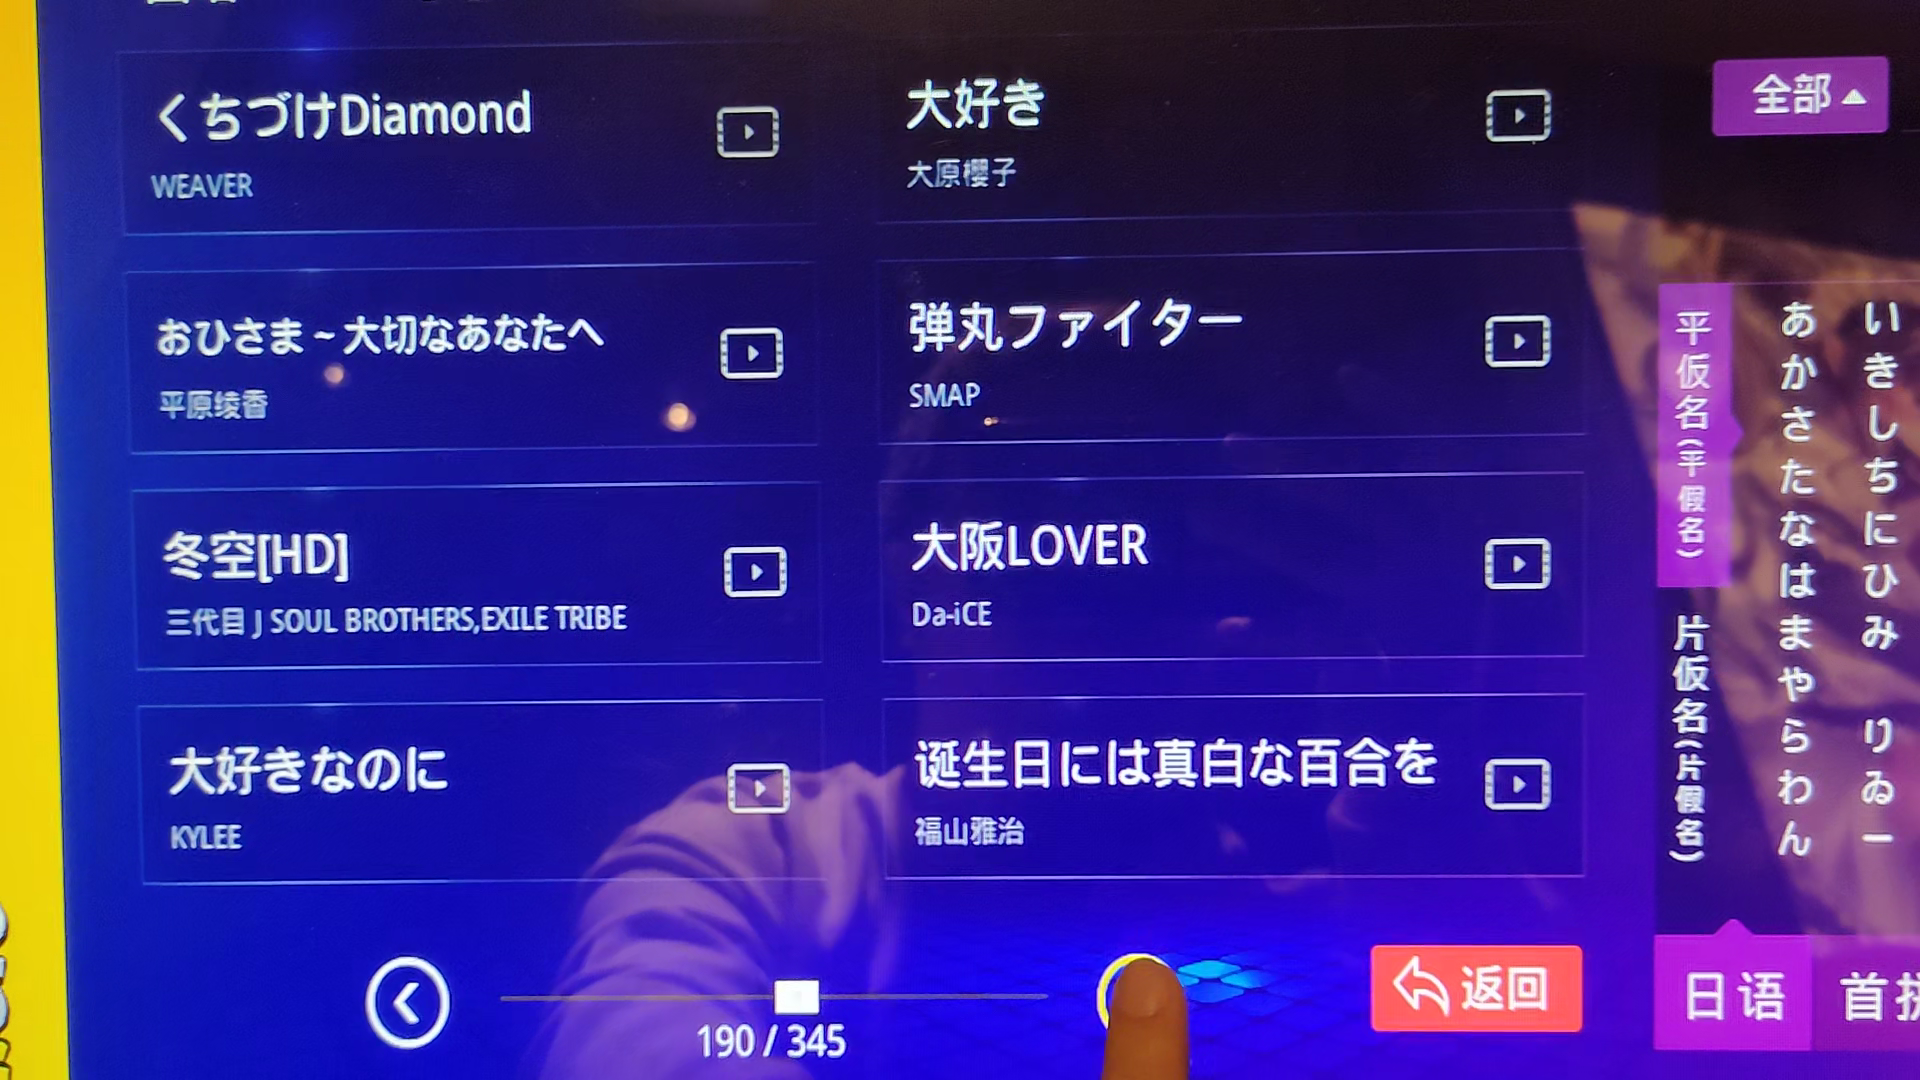 くちづけDiamond
WEAVER
大好き
大原櫻子
おひさま~大切なあなたへ
平原绫香
弾丸ファイター
SMAP
冬空[HD]
三代目 J SOUL BROTHERS,EXILE TRIBE
大阪LOVER
Da-iCE
大好きなのに
KYLEE
诞生日には真白な百合を
福山雅治
190 / 345
返回
全部
平仮名(平假名)
片仮名(片假名)
あかさたなはまやらわん
いきしちにひみ りゐー
日语
首